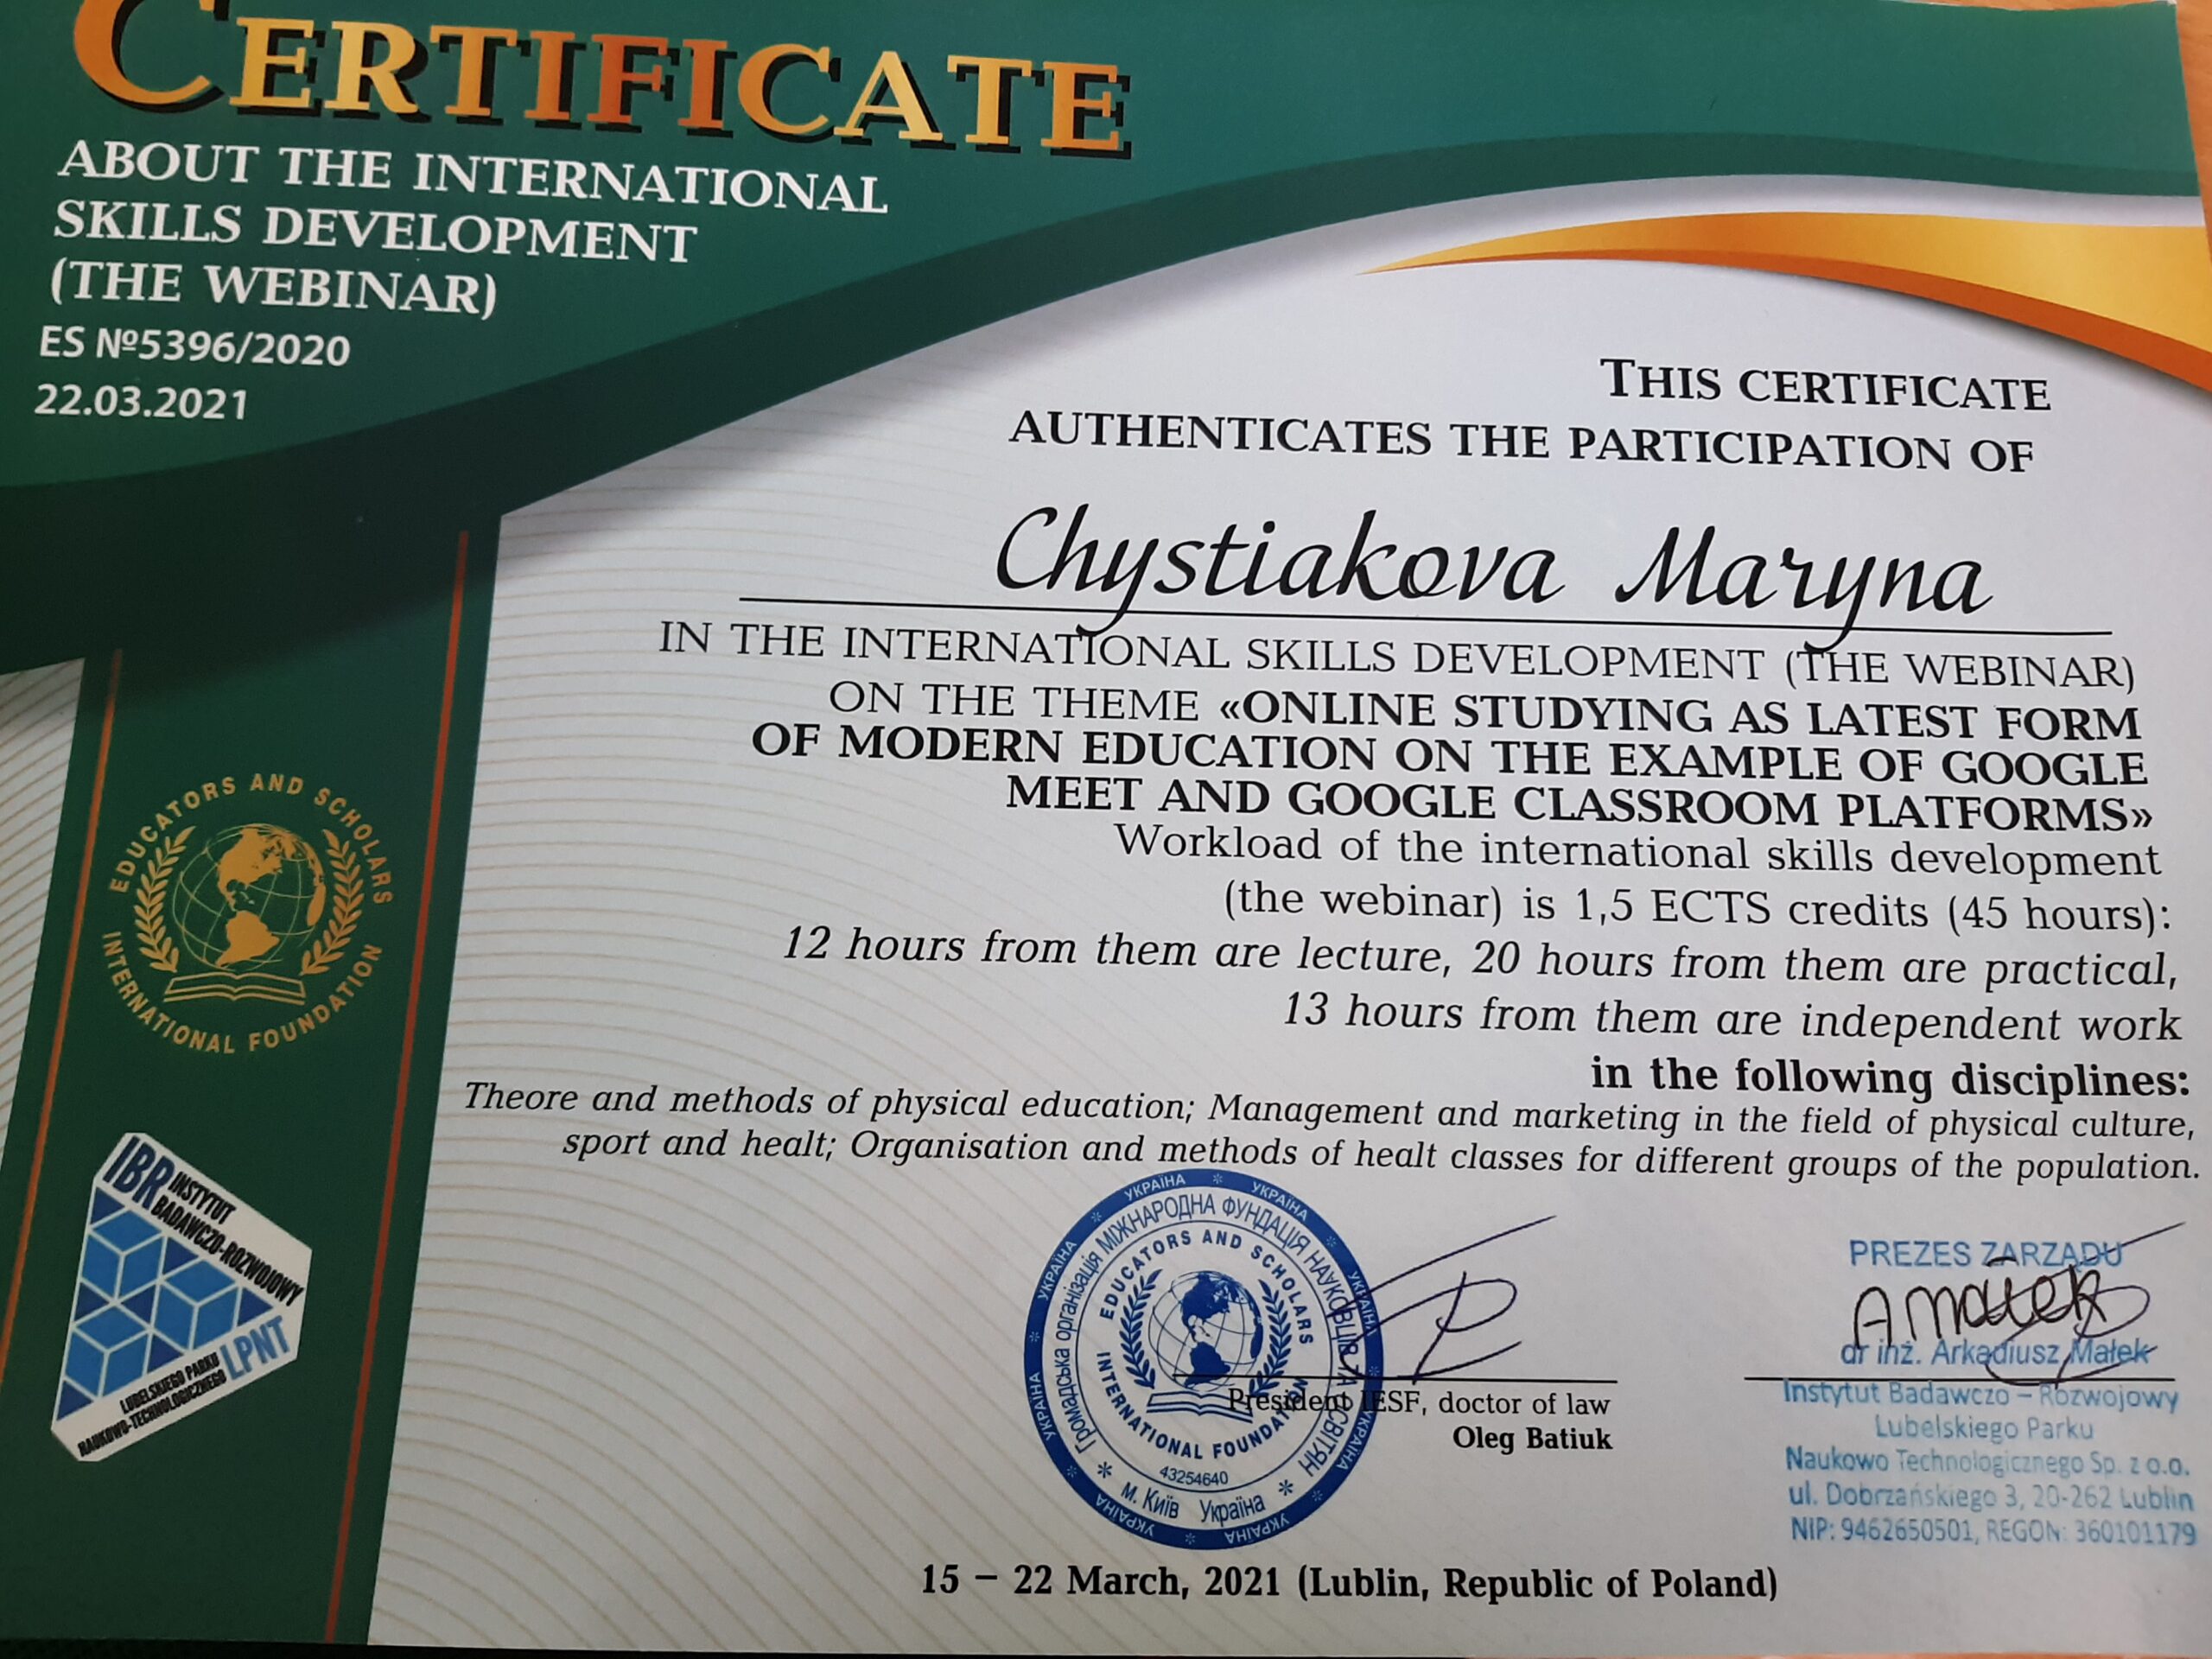 CERTIFICATE
ABOUT THE INTERNATIONAL
SKILLS DEVELOPMENT
(THE WEBINAR)
ES №5396/2020
22.03.2021
THIS CERTIFICATE
AUTHENTICATES THE PARTICIPATION OF
Chystiakova Maryna
IN THE INTERNATIONAL SKILLS DEVELOPMENT (THE WEBINAR)
ON THE THEME «ONLINE STUDYING AS LATEST FORM
OF MODERN EDUCATION ON THE EXAMPLE OF GOOGLE
MEET AND GOOGLE CLASSROOM PLATFORMS»
Workload of the international skills development
(the webinar) is 1,5 ECTS credits (45 hours):
12 hours from them are lecture, 20 hours from them are practical,
13 hours from them are independent work
in the following disciplines:
Theore and methods of physical education; Management and marketing in the field of physical culture,
sport and healt; Organisation and methods of healt classes for different groups of the population.
EDUCATORS AND SCHOLARS
INTERNATIONAL FOUNDATION
IBR INSTYTUT
BADAWCZO-ROZWOJOWY
LUBELSKIEGO PARKU
NAUKOWO-TECHNOLOGICZNEGO
LPNT
УКРАЇНА * УКРАЇНА * УКРАЇНА * УКРАЇНА * УКРАЇНА * УКРАЇНА * УКРАЇНА * УКРАЇНА
Громадська організація МІЖНАРОДНА ФУНДАЦІЯ НАУКОВЦІВ ТА ОСВІТЯН
EDUCATORS AND SCHOLARS
INTERNATIONAL FOUNDATION
43254640
* м. Київ Україна *
President IESF, doctor of law
Oleg Batiuk
PREZES ZARZĄDU
A Małek
dr inż. Arkadiusz Małek
Instytut Badawczo – Rozwojowy
Lubelskiego Parku
Naukowo Technologicznego Sp. z o.o.
ul. Dobrzańskiego 3, 20-262 Lublin
NIP: 9462650501, REGON: 360101179
15 – 22 March, 2021 (Lublin, Republic of Poland)